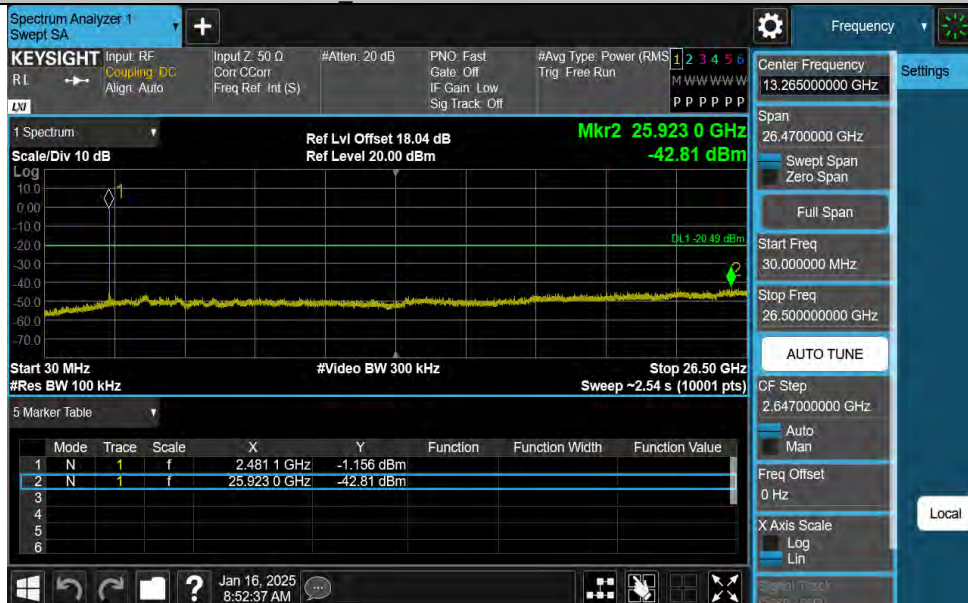 Spectrum Analyzer 1
Swept SA
+
Frequency
KEYSIGHT
RL
LXI
Input: RF
Coupling: DC
Align: Auto
Input Z: 50 Ω
Corr CCorr
Freq Ref: Int (S)
#Atten: 20 dB
PNO: Fast
Gate: Off
IF Gain: Low
Sig Track: Off
#Avg Type: Power (RMS
Trig: Free Run
1 2 3 4 5 6
M W W W W W
P P P P P P
Center Frequency
13.265000000 GHz
Settings
Span
26.4700000 GHz
Swept Span
Zero Span
Full Span
Start Freq
30.000000 MHz
Stop Freq
26.500000000 GHz
AUTO TUNE
CF Step
2.647000000 GHz
Auto
Man
Freq Offset
0 Hz
X Axis Scale
Log
Lin
Signal Track
Local
1 Spectrum
Scale/Div 10 dB
Ref Lvl Offset 18.04 dB
Ref Level 20.00 dBm
Mkr2 25.923 0 GHz
-42.81 dBm
Log
10.0
0.00
-10.0
-20.0
-30.0
-40.0
-50.0
-60.0
-70.0
1
DL1 -20.49 dBm
2
Start 30 MHz
#Video BW 300 kHz
Stop 26.50 GHz
#Res BW 100 kHz
Sweep ~2.54 s (10001 pts)
5 Marker Table
Mode Trace Scale X Y Function Function Width Function Value
1 N 1 f 2.481 1 GHz -1.156 dBm
2 N 1 f 25.923 0 GHz -42.81 dBm
3
4
5
6
?
Jan 16, 2025
8:52:37 AM